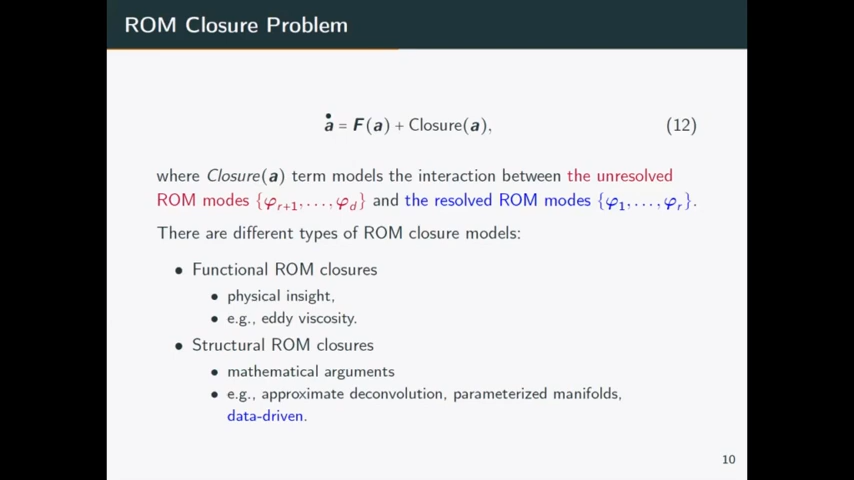 ROM Closure Problem
ȧ = F(a) + Closure(a), (12)
where Closure(a) term models the interaction between the unresolved
ROM modes {φ_{r+1}, . . . , φ_d} and the resolved ROM modes {φ_1, . . . , φ_r}.
There are different types of ROM closure models:
• Functional ROM closures
• physical insight,
• e.g., eddy viscosity.
• Structural ROM closures
• mathematical arguments
• e.g., approximate deconvolution, parameterized manifolds,
data-driven.
10